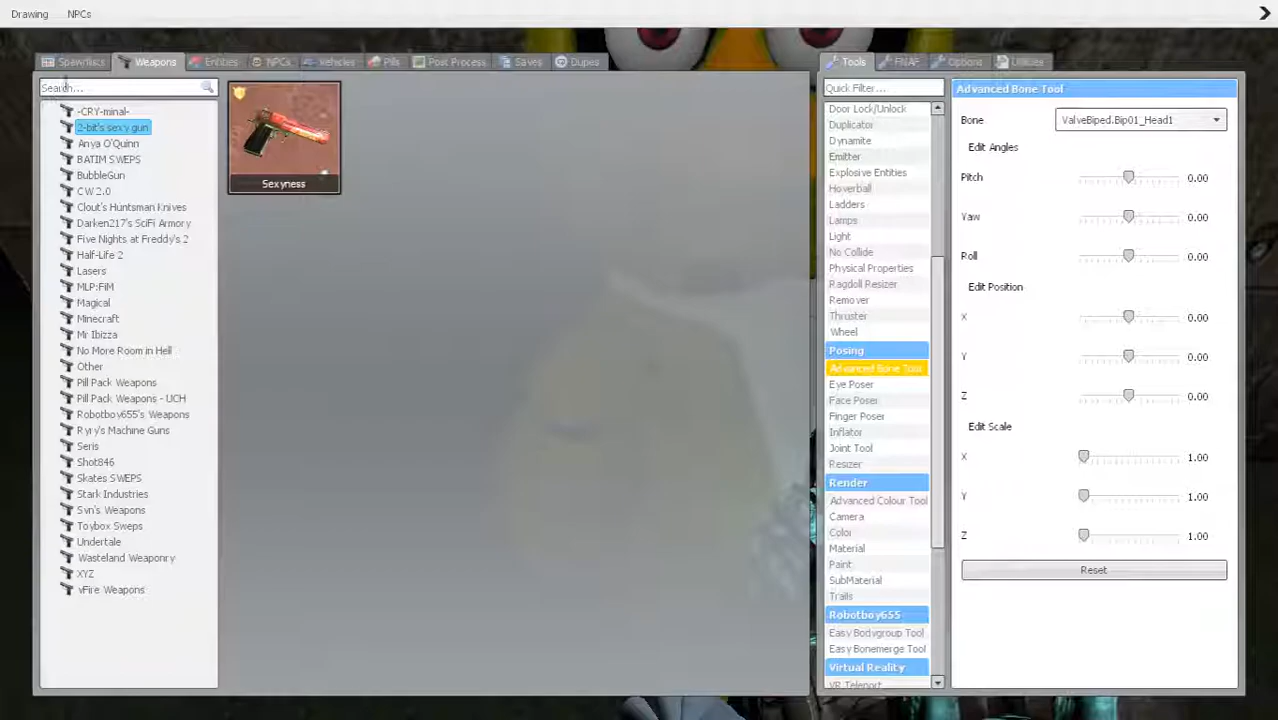 Drawing NPCs
Spawnlists Weapons Entities NPCs Vehicles Pills Post Process Saves Dupes
Search...
-CRY-minal-
2-bit's sexy gun
Anya O'Quinn
BATIM SWEPS
BubbleGun
CW 2.0
Clout's Huntsman Knives
Darken217's SciFi Armory
Five Nights at Freddy's 2
Half-Life 2
Lasers
MLP:FiM
Magical
Minecraft
Mr Ibizza
No More Room in Hell
Other
Pill Pack Weapons
Pill Pack Weapons - UCH
Robotboy655's Weapons
Ryry's Machine Guns
Seris
Shot846
Skates SWEPS
Stark Industries
Svn's Weapons
Toybox Sweps
Undertale
Wasteland Weaponry
XYZ
vFire Weapons
Sexyness
Tools FNAF Options Utilities
Quick Filter...
Door Lock/Unlock
Duplicator
Dynamite
Emitter
Explosive Entities
Hoverball
Ladders
Lamps
Light
No Collide
Physical Properties
Ragdoll Resizer
Remover
Thruster
Wheel
Posing
Advanced Bone Tool
Eye Poser
Face Poser
Finger Poser
Inflator
Joint Tool
Resizer
Render
Advanced Colour Tool
Camera
Color
Material
Paint
SubMaterial
Trails
Robotboy655
Easy Bodygroup Tool
Easy Bonemerge Tool
Virtual Reality
VR Teleport
Advanced Bone Tool
Bone ValveBiped.Bip01_Head1
Edit Angles
Pitch 0.00
Yaw 0.00
Roll 0.00
Edit Position
X 0.00
Y 0.00
Z 0.00
Edit Scale
X 1.00
Y 1.00
Z 1.00
Reset